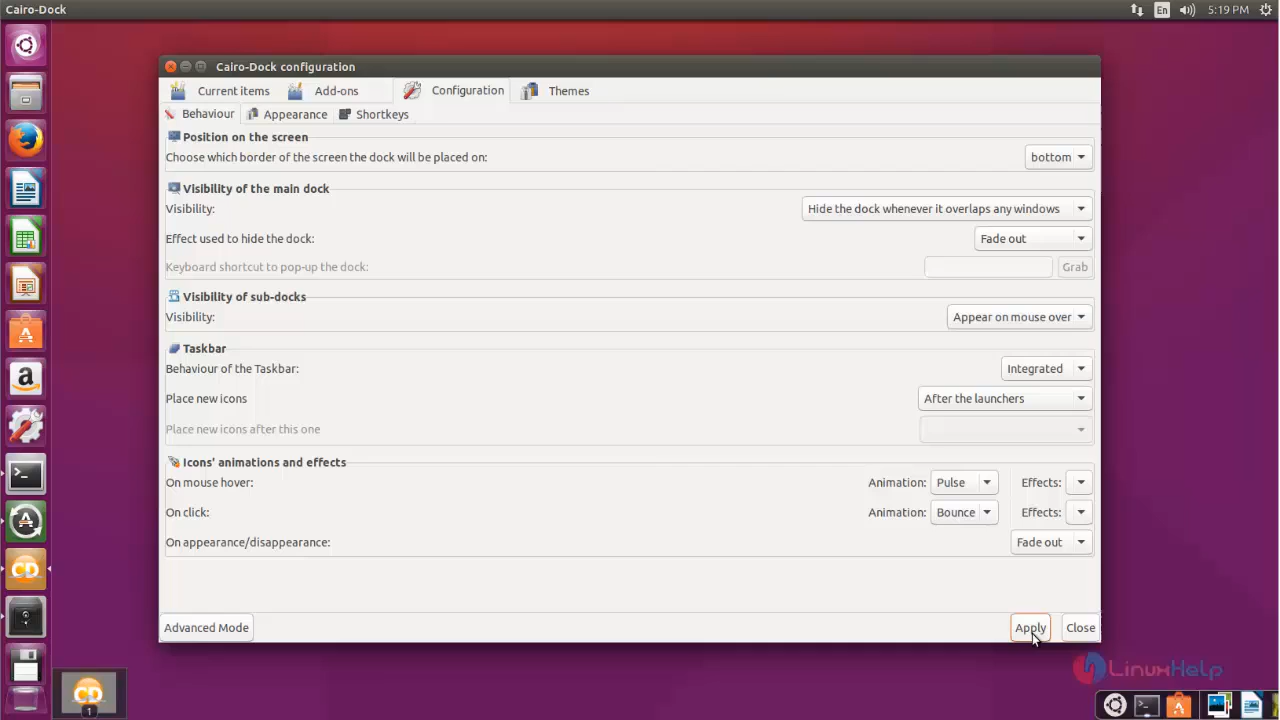 Cairo-Dock
En
5:19 PM
Cairo-Dock configuration
Current items
Add-ons
Configuration
Themes
Behaviour
Appearance
Shortkeys
Position on the screen
Choose which border of the screen the dock will be placed on:
bottom
Visibility of the main dock
Visibility:
Hide the dock whenever it overlaps any windows
Effect used to hide the dock:
Fade out
Keyboard shortcut to pop-up the dock:
Grab
Visibility of sub-docks
Visibility:
Appear on mouse over
Taskbar
Behaviour of the Taskbar:
Integrated
Place new icons
After the launchers
Place new icons after this one
Icons' animations and effects
On mouse hover:
Animation:
Pulse
Effects:
On click:
Animation:
Bounce
Effects:
On appearance/disappearance:
Fade out
Advanced Mode
Apply
Close
a
CD
CD
1
LinuxHelp